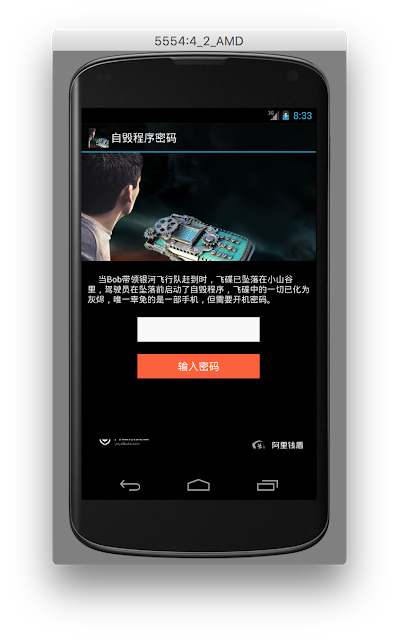 5554:4_2_AMD
3G 8:33
自毁程序密码
当Bob带领银河飞行队赶到时，飞碟已坠落在小山谷
里，驾驶员在坠落前启动了自毁程序，飞碟中的一切已化为
灰烬，唯一幸免的是一部手机，但需要开机密码。
输入密码
阿里钱盾